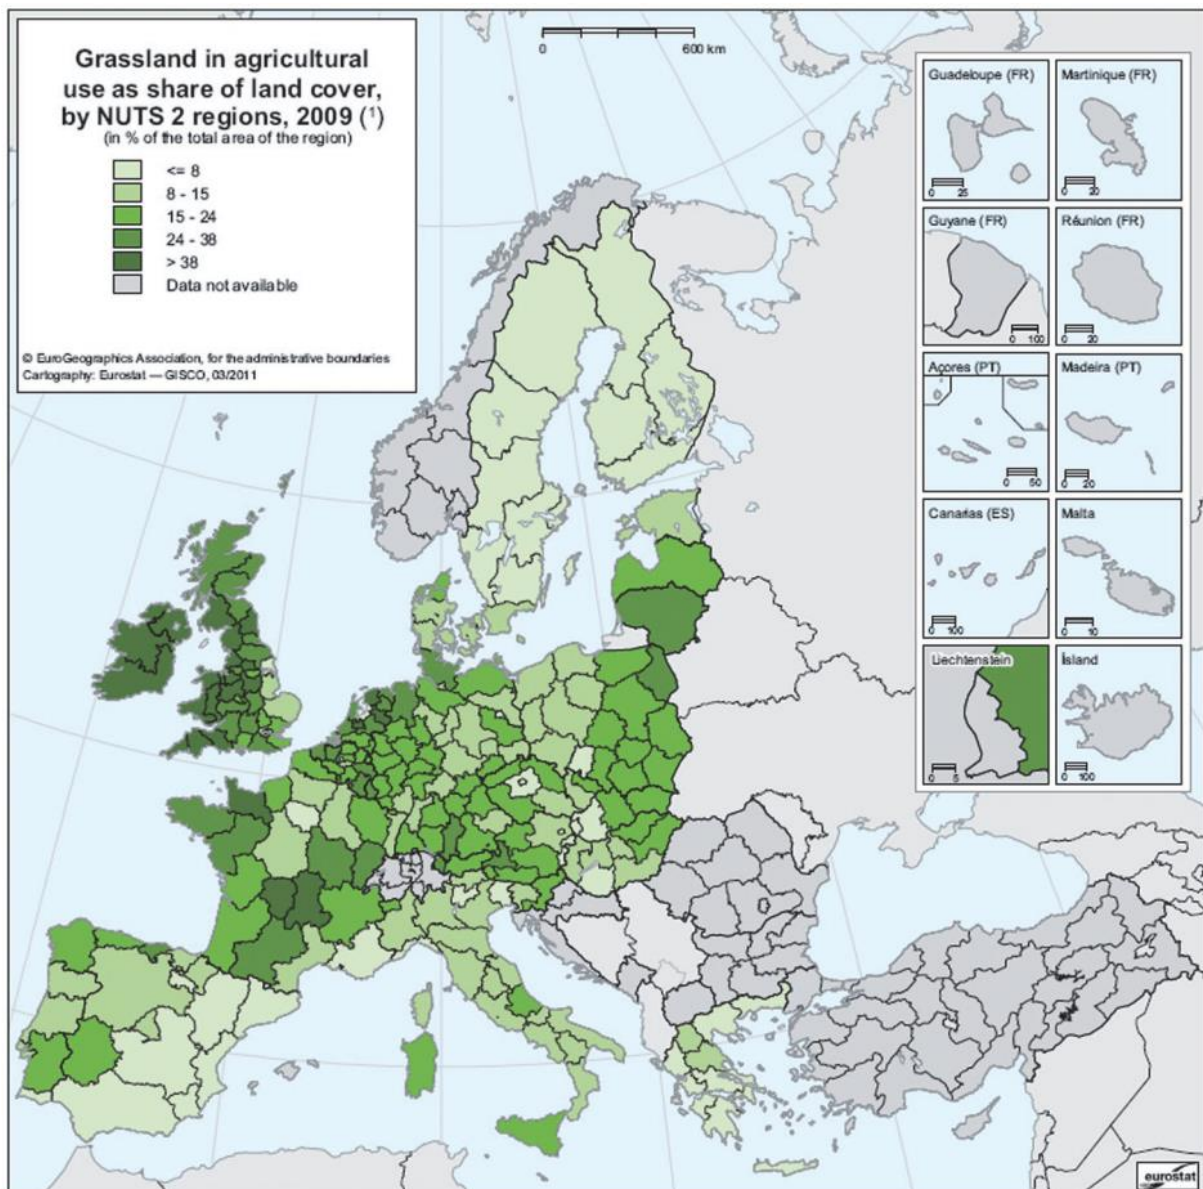 Grassland in agricultural
use as share of land cover,
by NUTS 2 regions, 2009 (¹)
(in % of the total area of the region)
<= 8
8 - 15
15 - 24
24 - 38
> 38
Data not available
© EuroGeographics Association, for the administrative boundaries
Cartography: Eurostat — GISCO, 03/2011
0 600 km
Guadeloupe (FR)
0 25
Martinique (FR)
0 20
Guyane (FR)
0 100
Réunion (FR)
0 20
Açores (PT)
0 50
Madeira (PT)
0 20
Canarias (ES)
0 100
Malta
0 10
Liechtenstein
0 5
Ísland
0 100
eurostat